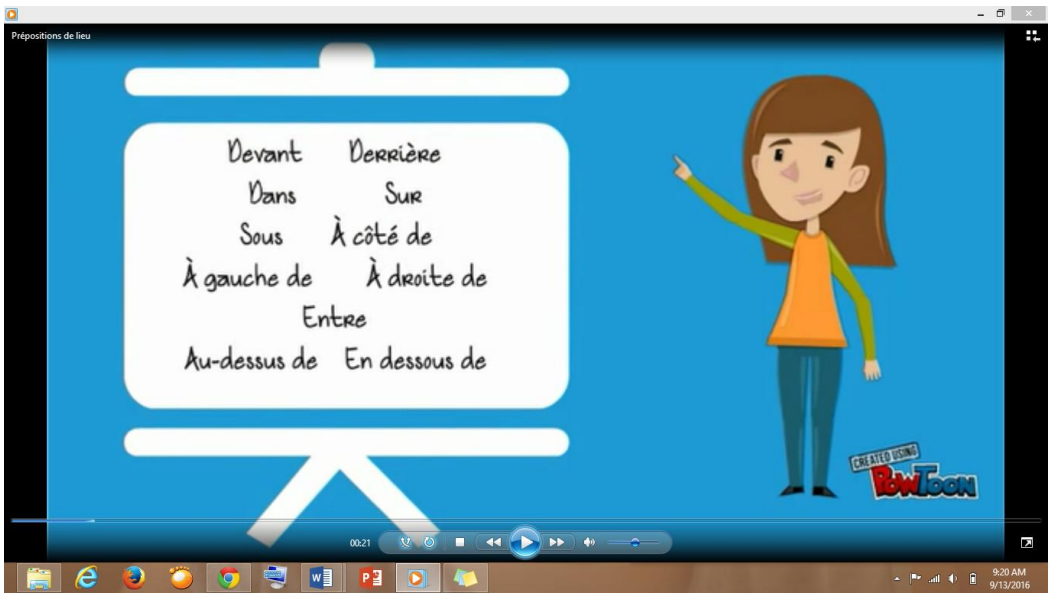 Prépositions de lieu
Devant Derrière
Dans Sur
Sous À côté de
À gauche de À droite de
Entre
Au-dessus de En dessous de
CREATED USING
POWTOON
00:21
9:20 AM
9/13/2016